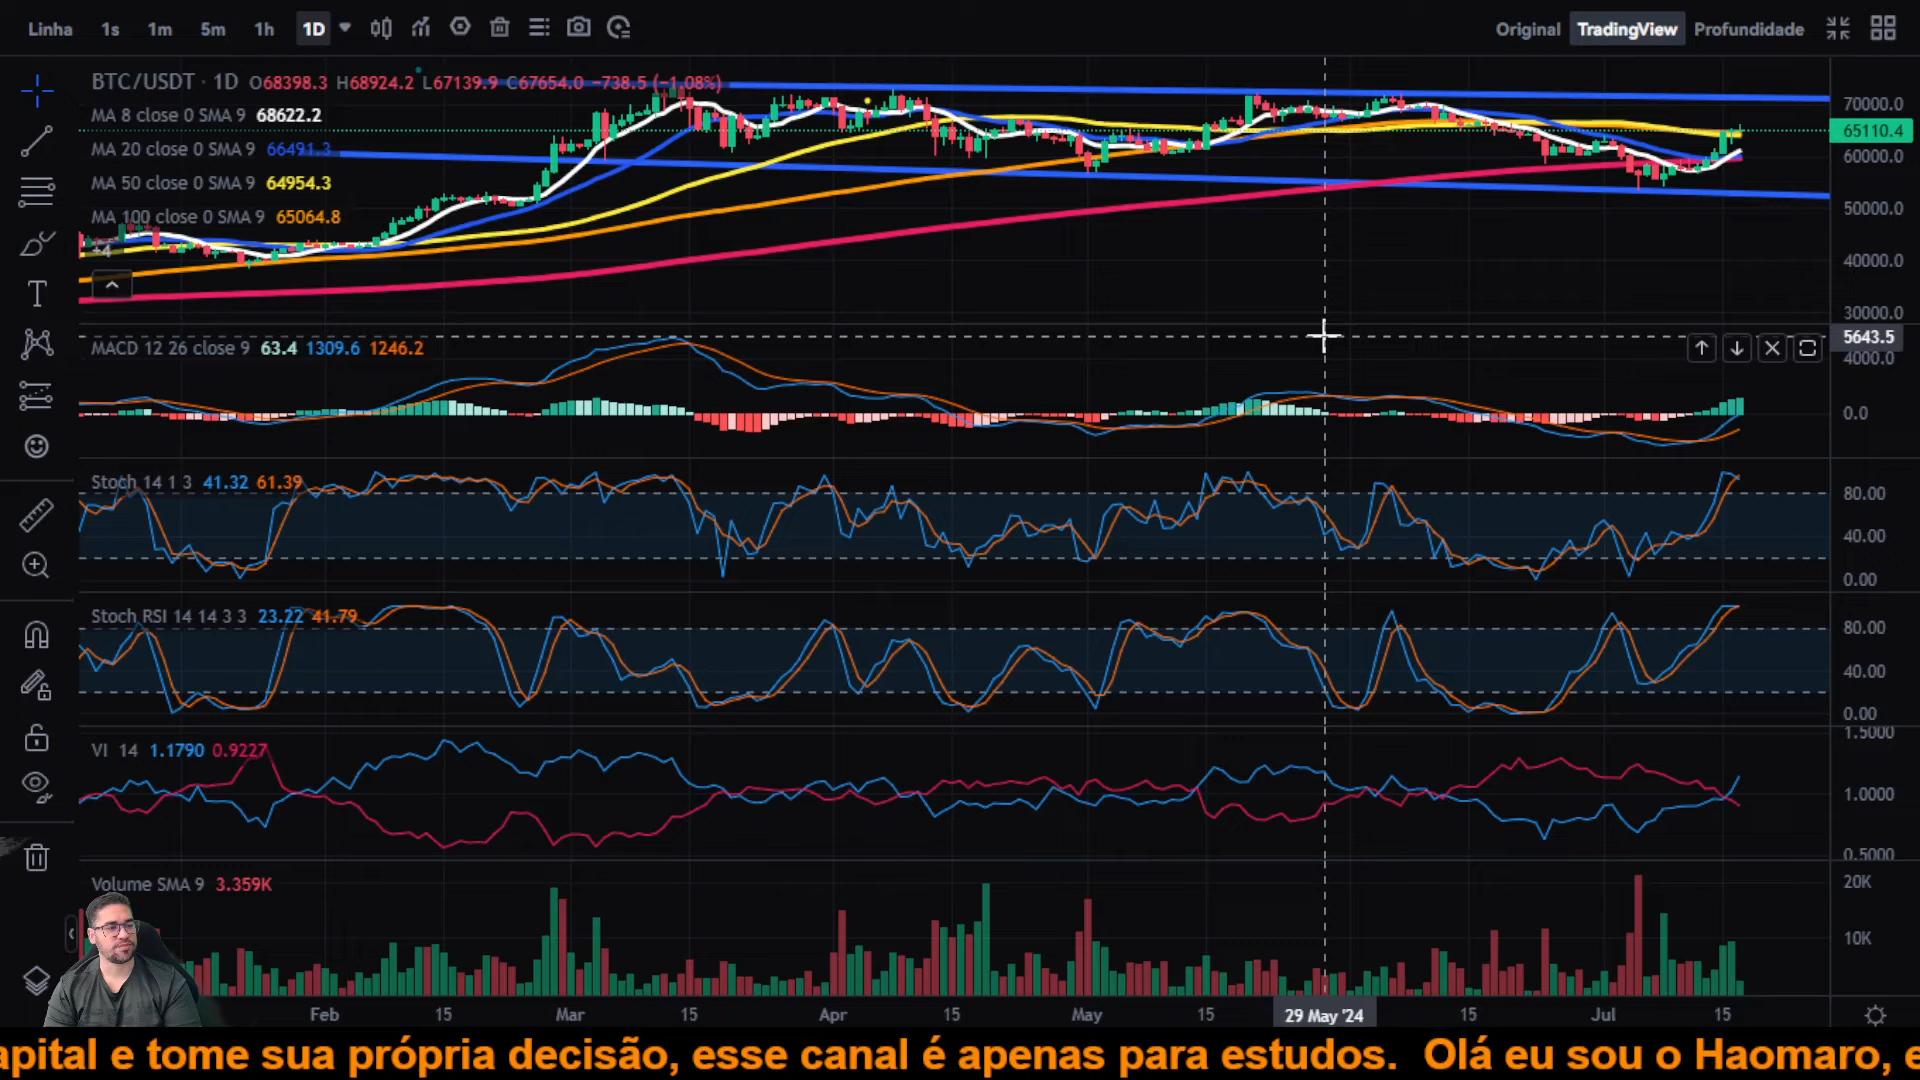 Linha 1s 1m 5m 1h 1D Original TradingView Profundidade
BTC/USDT · 1D O68398.3 H68924.2 L67139.9 C67654.0 −738.5 (−1.08%)
MA 8 close 0 SMA 9 68622.2
MA 20 close 0 SMA 9 66491.3
MA 50 close 0 SMA 9 64954.3
MA 100 close 0 SMA 9 65064.8
+4
70000.0
65110.4
60000.0
50000.0
40000.0
30000.0
MACD 12 26 close 9 63.4 1309.6 1246.2
5643.5
4000.0
0.0
Stoch 14 1 3 41.32 61.39
80.00
40.00
0.00
Stoch RSI 14 14 3 3 23.22 41.79
80.00
40.00
0.00
VI 14 1.1790 0.9227
1.5000
1.0000
0.5000
Volume SMA 9 3.359K
20K
10K
Feb 15 Mar 15 Apr 15 May 15 29 May '24 15 Jul 15
apital e tome sua própria decisão, esse canal é apenas para estudos. Olá eu sou o Haomaro, e